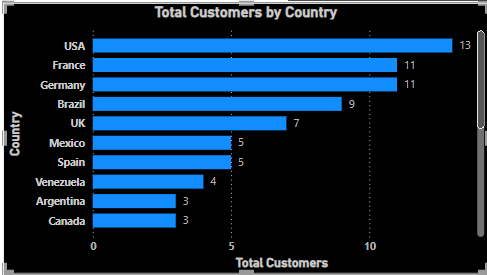 Total Customers by Country
Country
USA 13
France 11
Germany 11
Brazil 9
UK 7
Mexico 5
Spain 5
Venezuela 4
Argentina 3
Canada 3
0 5 10
Total Customers